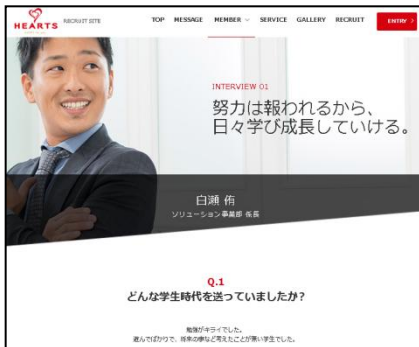 HEARTS RECRUIT SITE
TOP MESSAGE MEMBER SERVICE GALLERY RECRUIT ENTRY
INTERVIEW 01
努力は報われるから、
日々学び成長していける。
白瀬 侑
ソリューション事業部 係長
Q.1
どんな学生時代を送っていましたか?
勉強がキライでした。
遊んでばかりで、将来の夢など考えたことが無い学生でした。